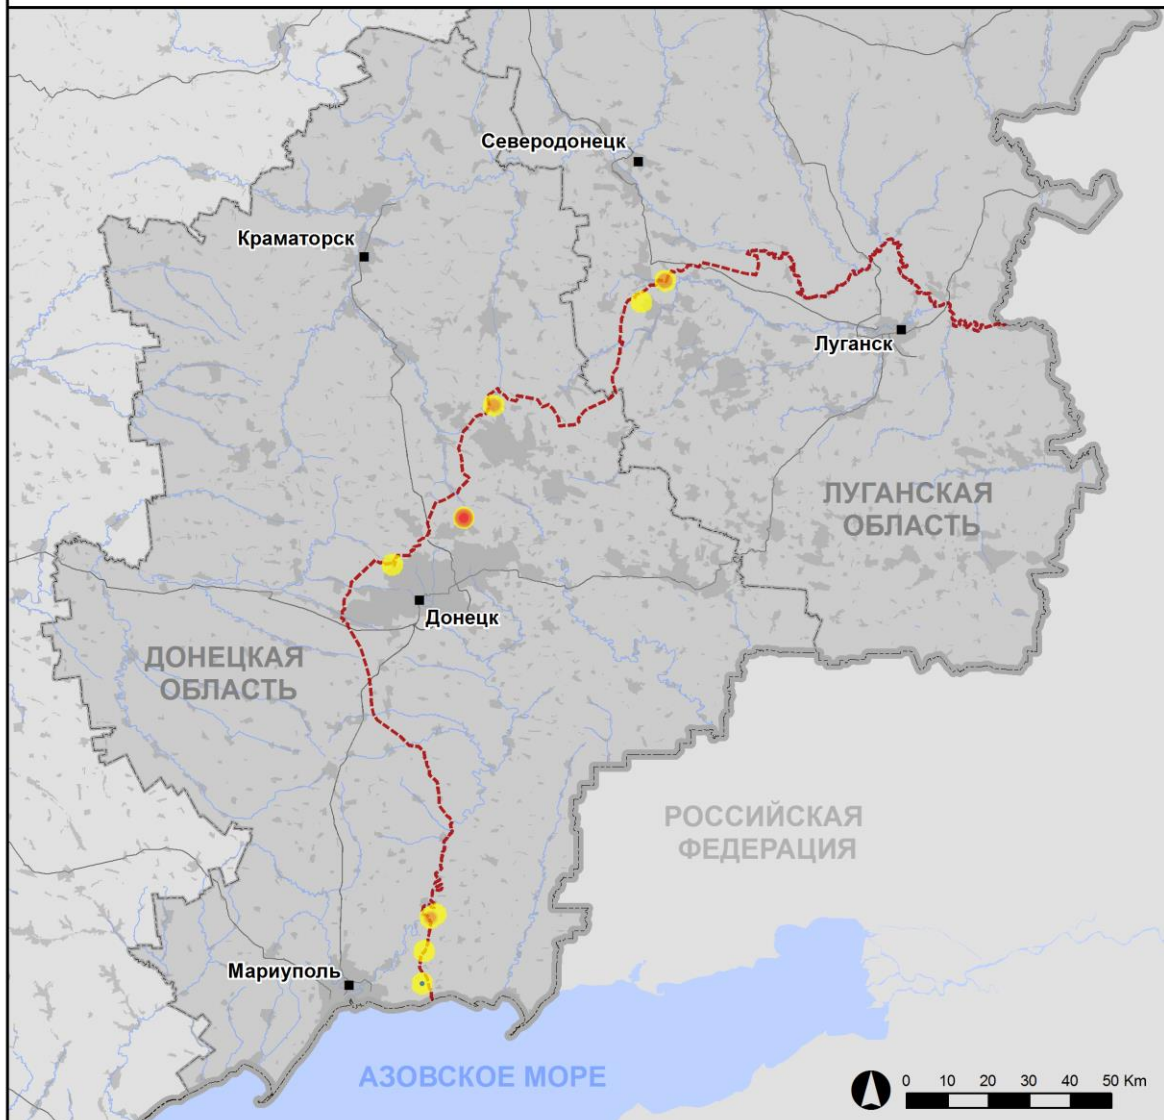 Северодонецк
Краматорск
Луганск
ЛУГАНСКАЯ
ОБЛАСТЬ
Донецк
ДОНЕЦКАЯ
ОБЛАСТЬ
РОССИЙСКАЯ
ФЕДЕРАЦИЯ
Мариуполь
АЗОВСКОЕ МОРЕ
0 10 20 30 40 50 Km